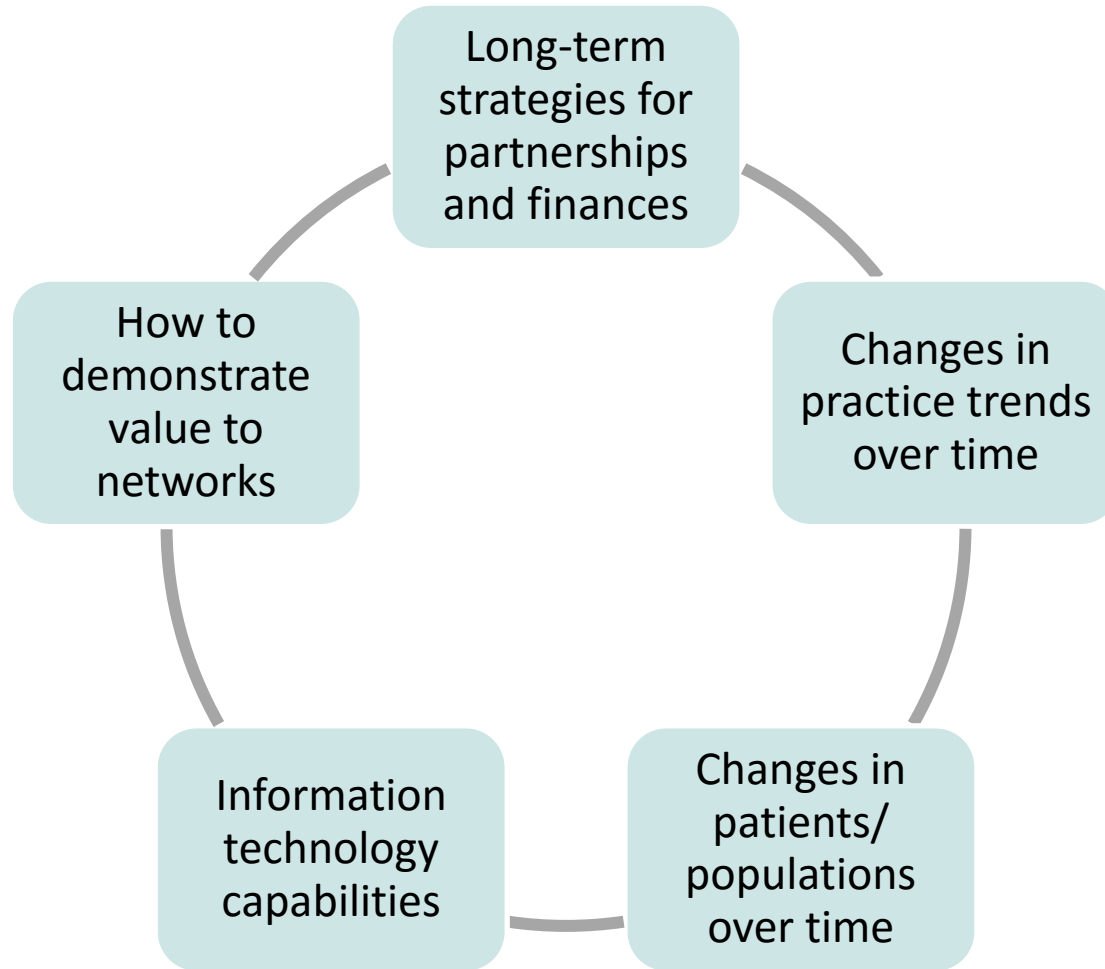 Long-term
strategies for
partnerships
and finances
How to
demonstrate
value to
networks
Changes in
practice trends
over time
Information
technology
capabilities
Changes in
patients/
populations
over time